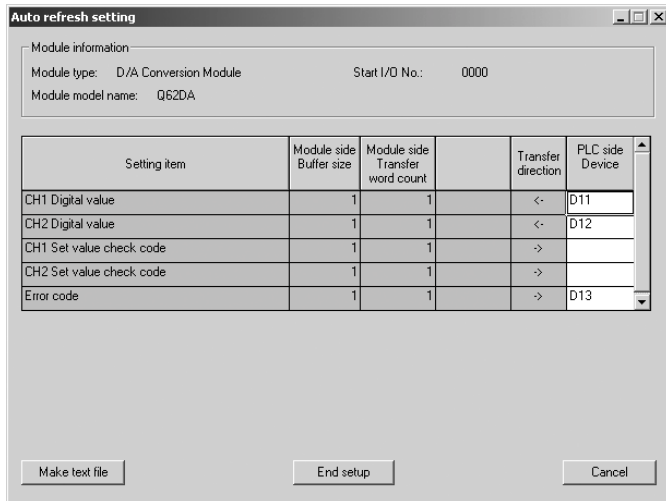 Auto refresh setting
Module information
Module type: D/A Conversion Module Start I/O No.: 0000
Module model name: Q62DA
Setting item Module side Buffer size Module side Transfer word count Transfer direction PLC side Device
CH1 Digital value 1 1 <- D11
CH2 Digital value 1 1 <- D12
CH1 Set value check code 1 1 ->
CH2 Set value check code 1 1 ->
Error code 1 1 -> D13
Make text file End setup Cancel